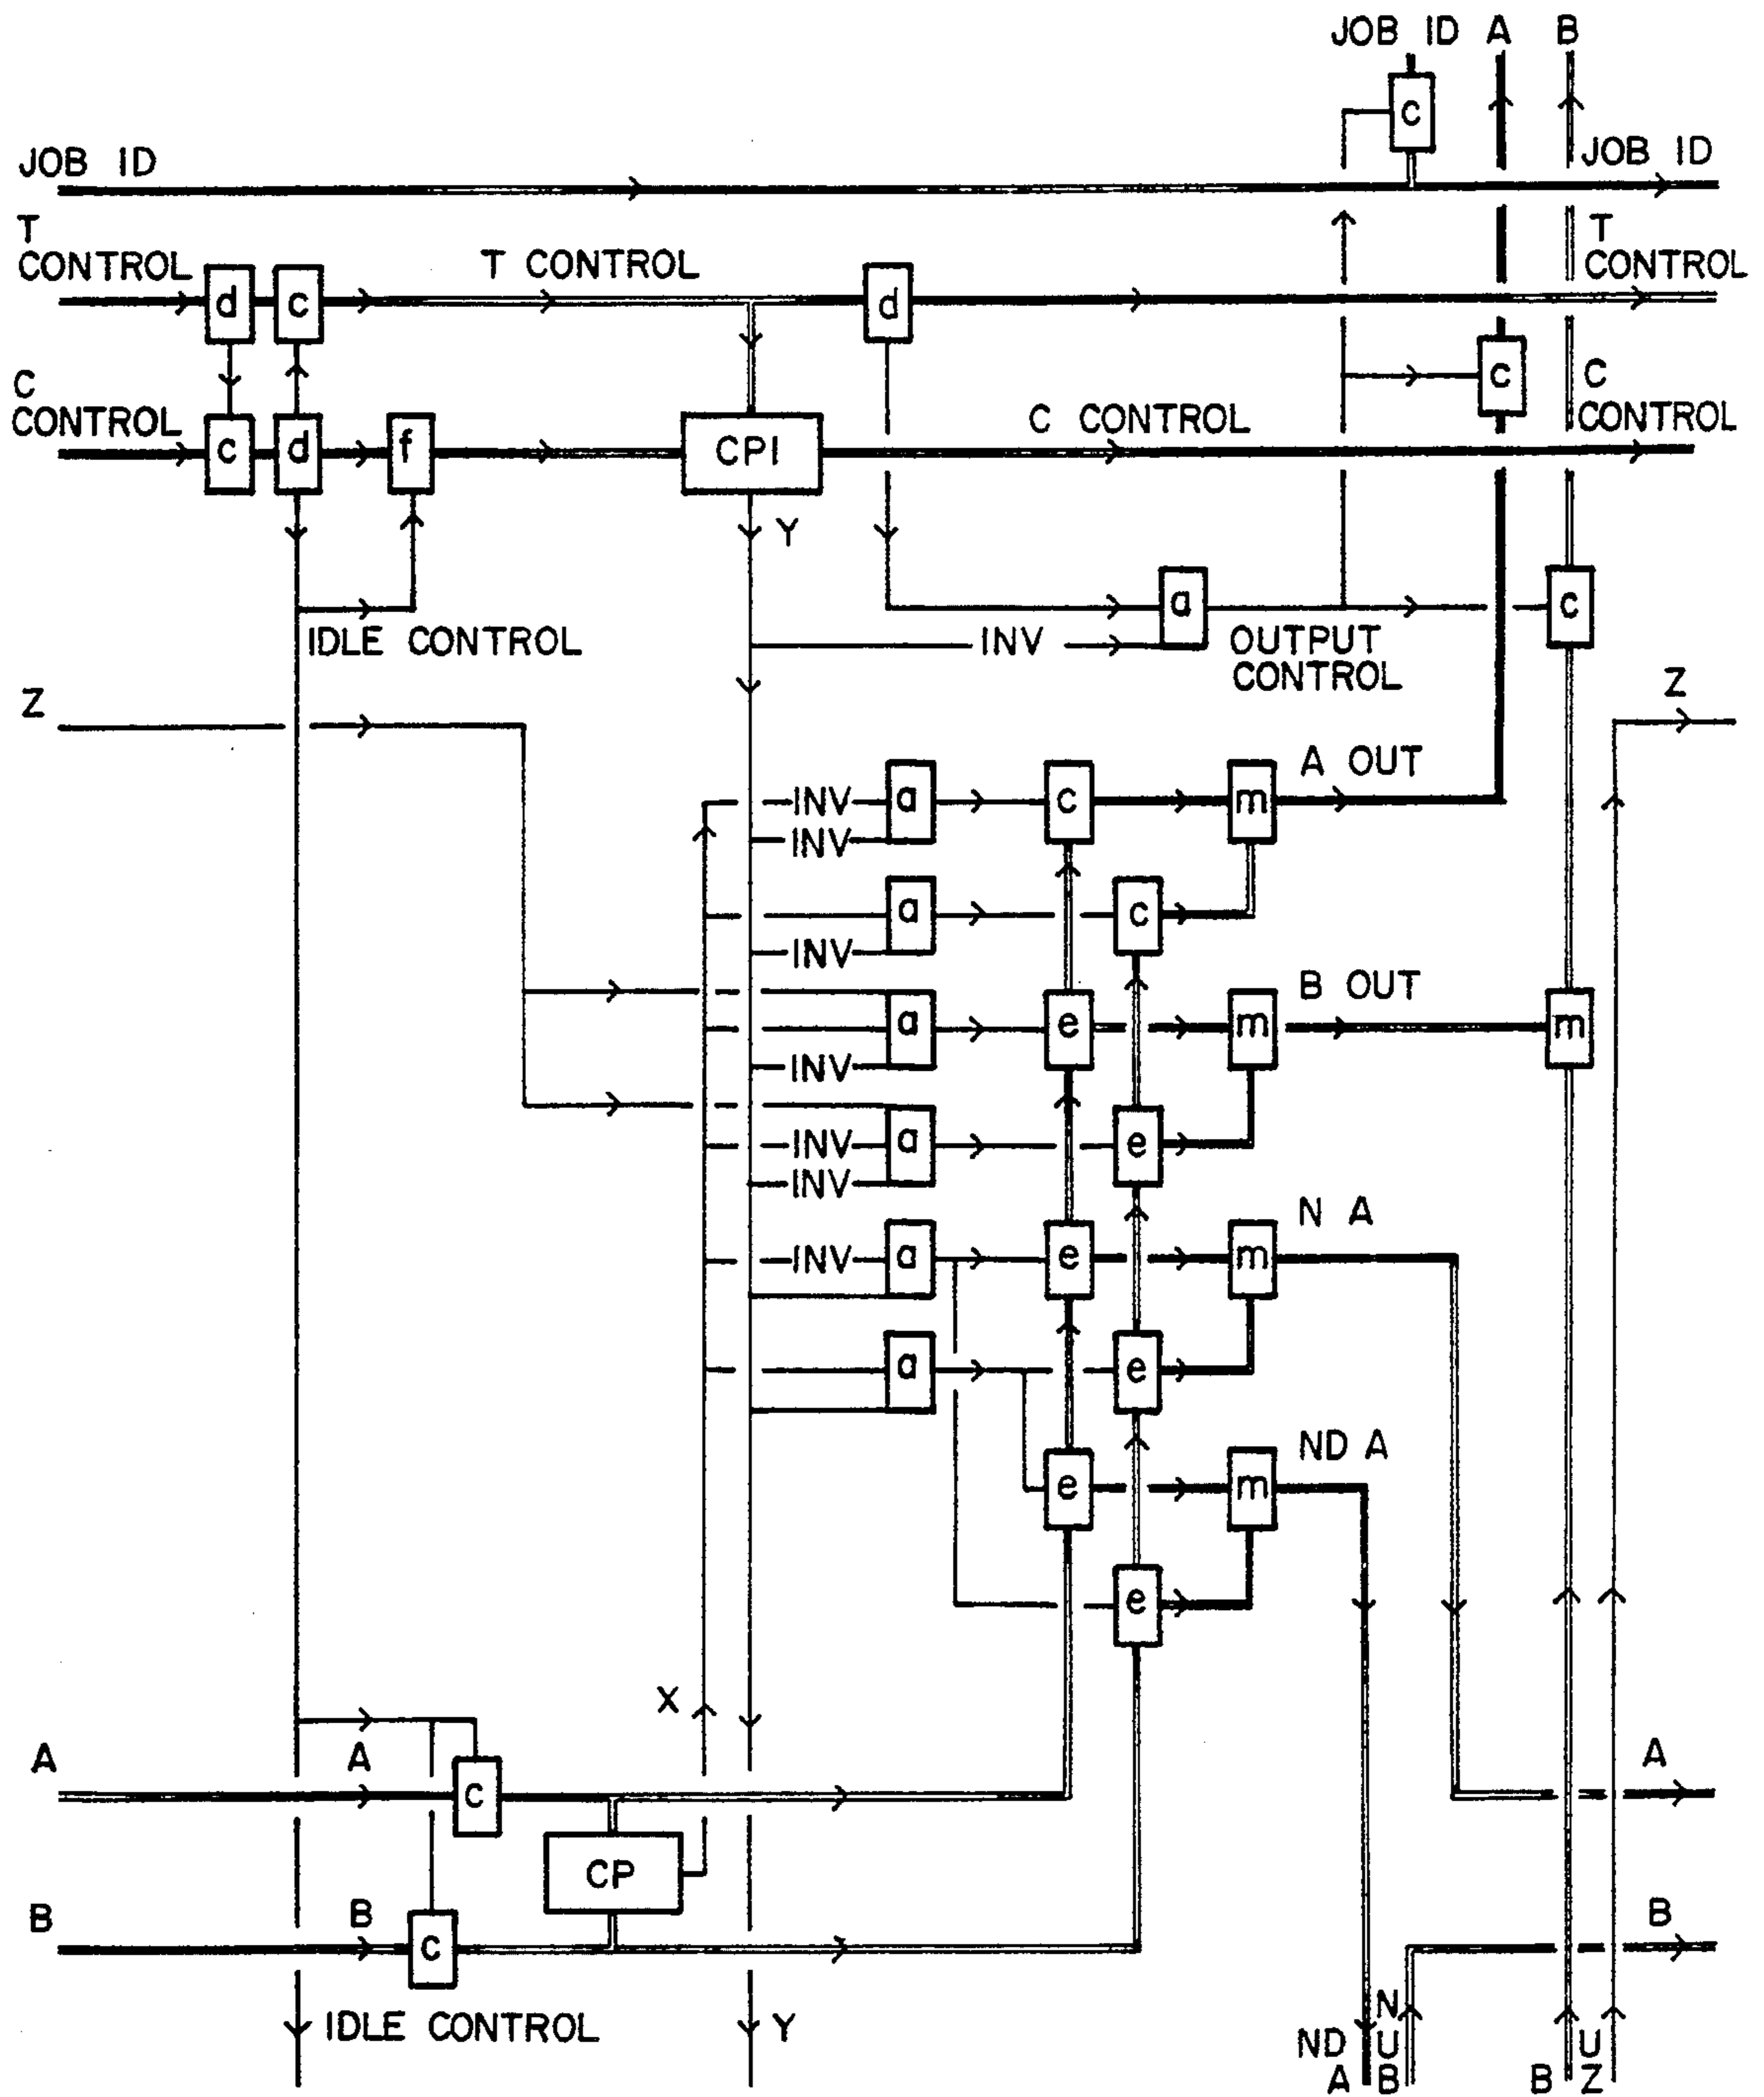 JOB ID A B
c
JOB ID
JOB ID
T
CONTROL
T CONTROL
T
CONTROL
d
c
d
c
C
CONTROL
C CONTROL
C
CONTROL
c
d
f
CPI
Y
a
c
IDLE CONTROL
INV
OUTPUT
CONTROL
Z
Z
A OUT
INV
a
c
m
INV
a
c
INV
B OUT
a
e
m
m
INV
INV
a
e
INV
N A
INV
a
e
m
a
e
ND A
e
m
e
X
A
A
A
c
CP
B
B
B
c
IDLE CONTROL
Y
N
ND U U
A B B Z